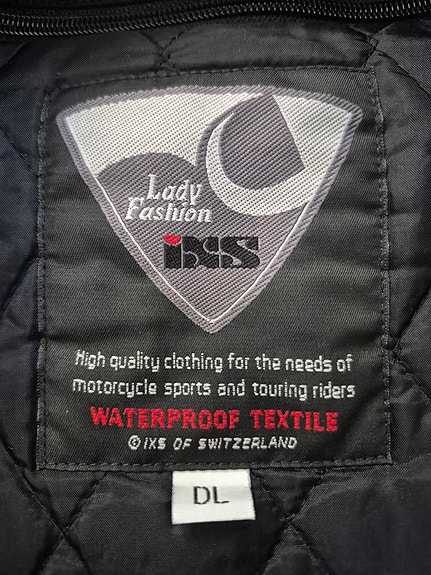 Lady
Fashion
iXS
High quality clothing for the needs of
motorcycle sports and touring riders
WATERPROOF TEXTILE
© IXS OF SWITZERLAND
DL